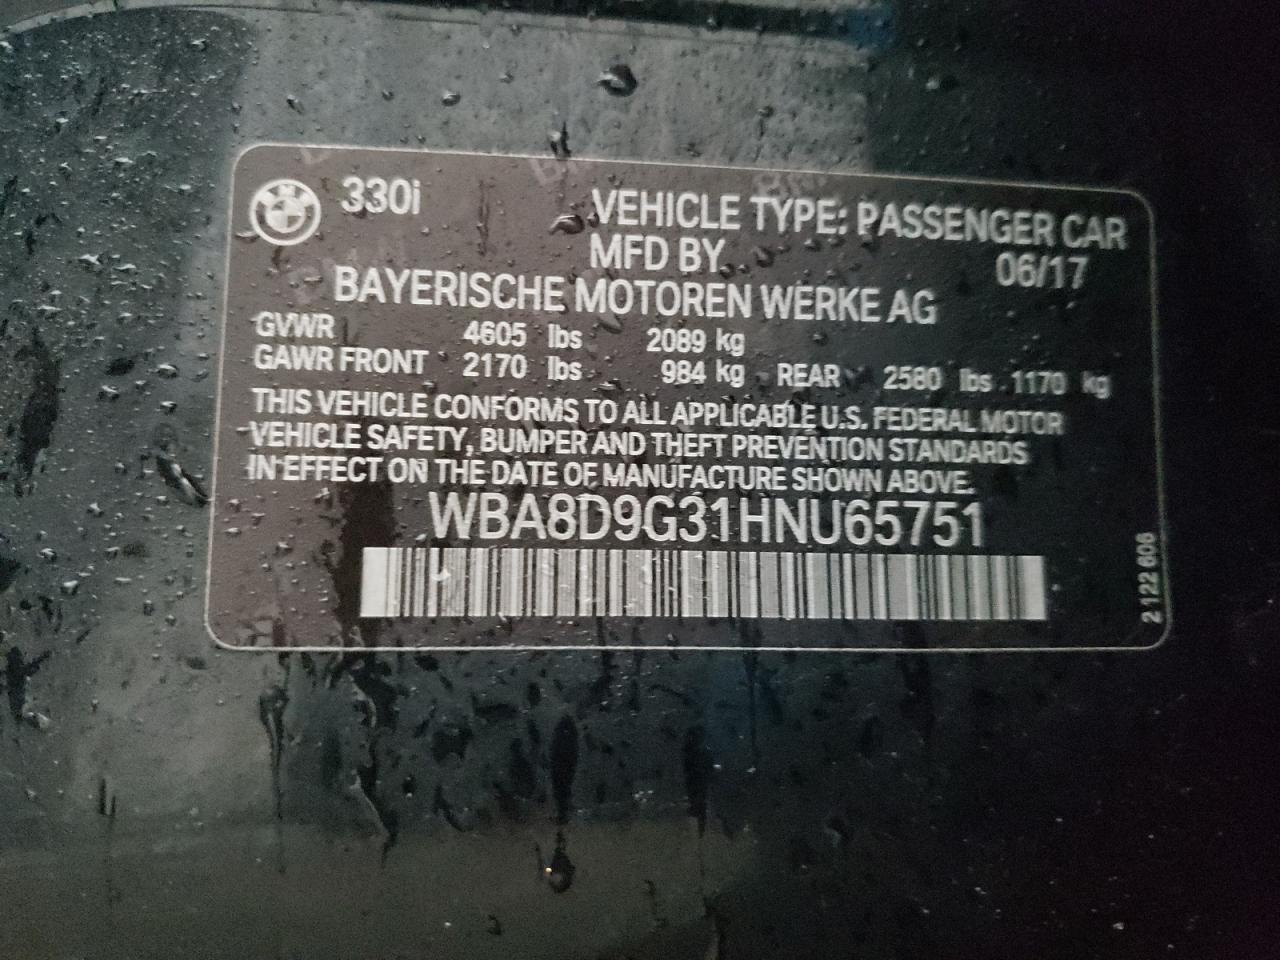 330i
VEHICLE TYPE: PASSENGER CAR
MFD BY 06/17
BAYERISCHE MOTOREN WERKE AG
GVWR 4605 lbs 2089 kg
GAWR FRONT 2170 lbs 984 kg REAR 2580 lbs 1170 kg
THIS VEHICLE CONFORMS TO ALL APPLICABLE U.S. FEDERAL MOTOR
VEHICLE SAFETY, BUMPER AND THEFT PREVENTION STANDARDS
IN EFFECT ON THE DATE OF MANUFACTURE SHOWN ABOVE.
WBA8D9G31HNU65751
2 122 606